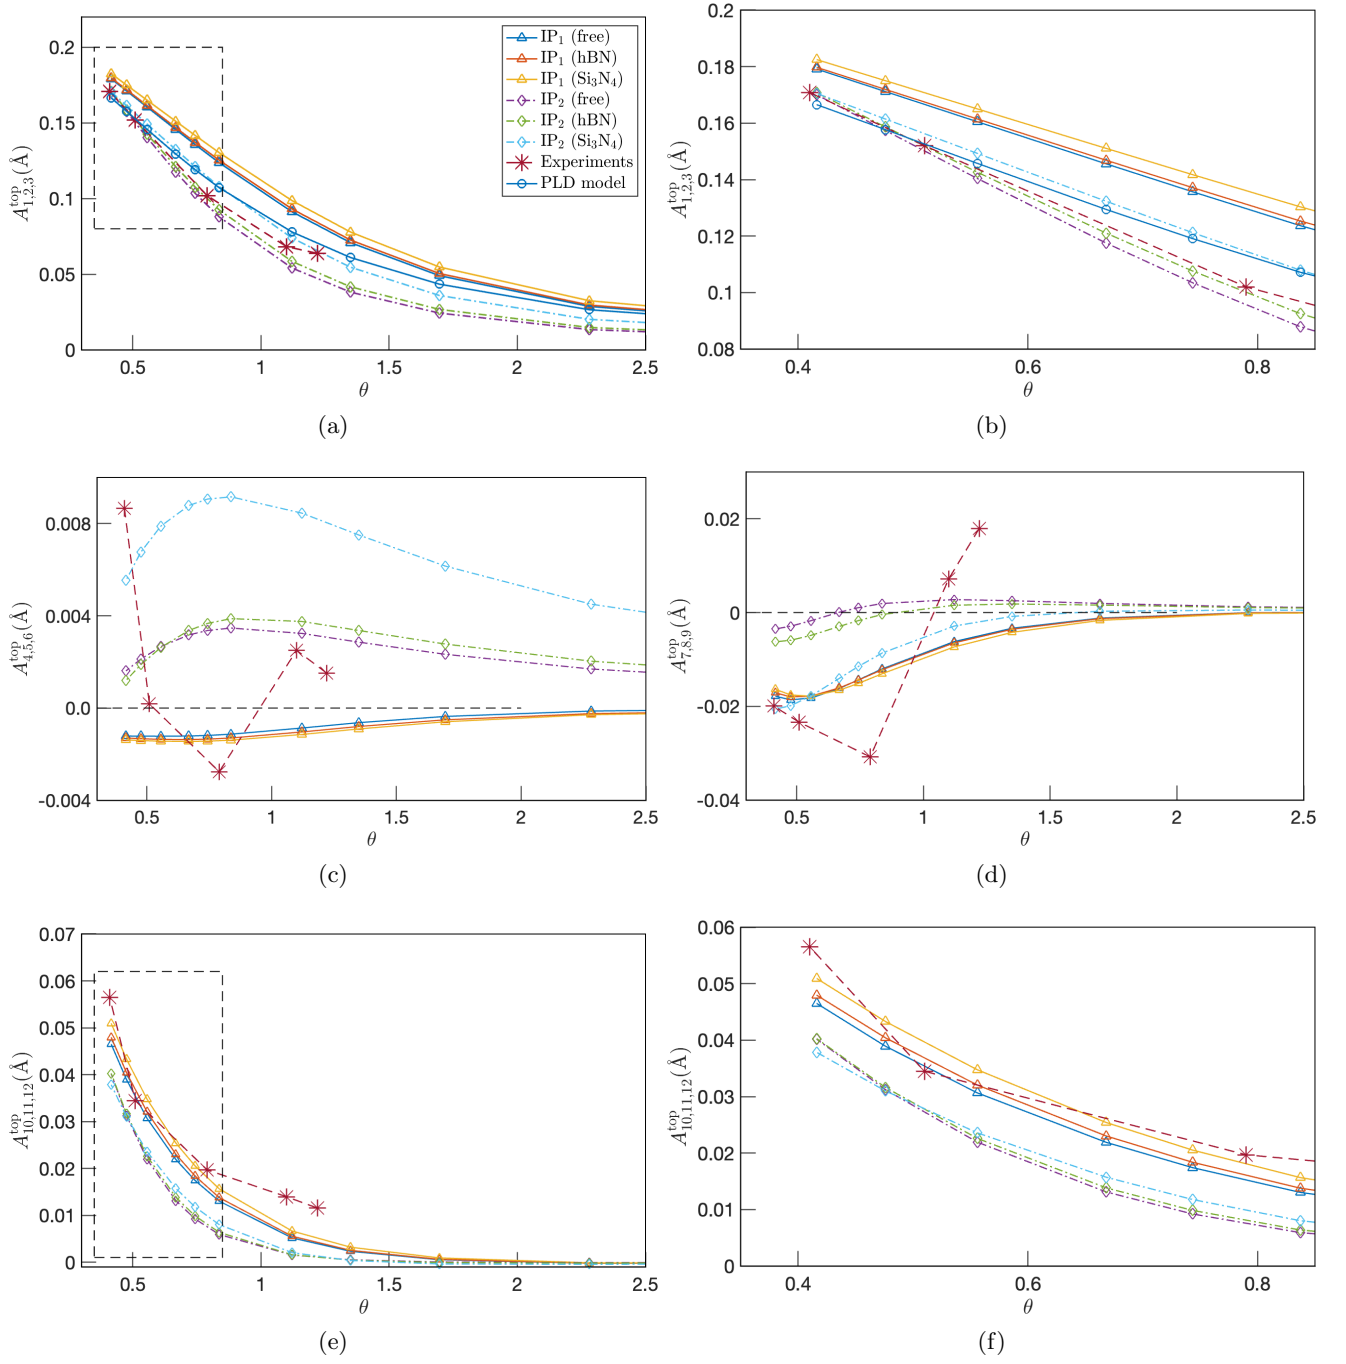 0.2
0.15
0.1
0.05
0
0.5
1
1.5
2
2.5
A^top_1,2,3(Å)
θ
IP₁ (free)
IP₁ (hBN)
IP₁ (Si₃N₄)
IP₂ (free)
IP₂ (hBN)
IP₂ (Si₃N₄)
Experiments
PLD model
(a)
0.2
0.18
0.16
0.14
0.12
0.1
0.08
0.4
0.6
0.8
A^top_1,2,3(Å)
θ
(b)
0.008
0.004
0.0
-0.004
0.5
1
1.5
2
2.5
A^top_4,5,6(Å)
θ
(c)
0.02
0
-0.02
-0.04
0.5
1
1.5
2
2.5
A^top_7,8,9(Å)
θ
(d)
0.07
0.06
0.05
0.04
0.03
0.02
0.01
0
0.5
1
1.5
2
2.5
A^top_10,11,12(Å)
θ
(e)
0.06
0.05
0.04
0.03
0.02
0.01
0
0.4
0.6
0.8
A^top_10,11,12(Å)
θ
(f)